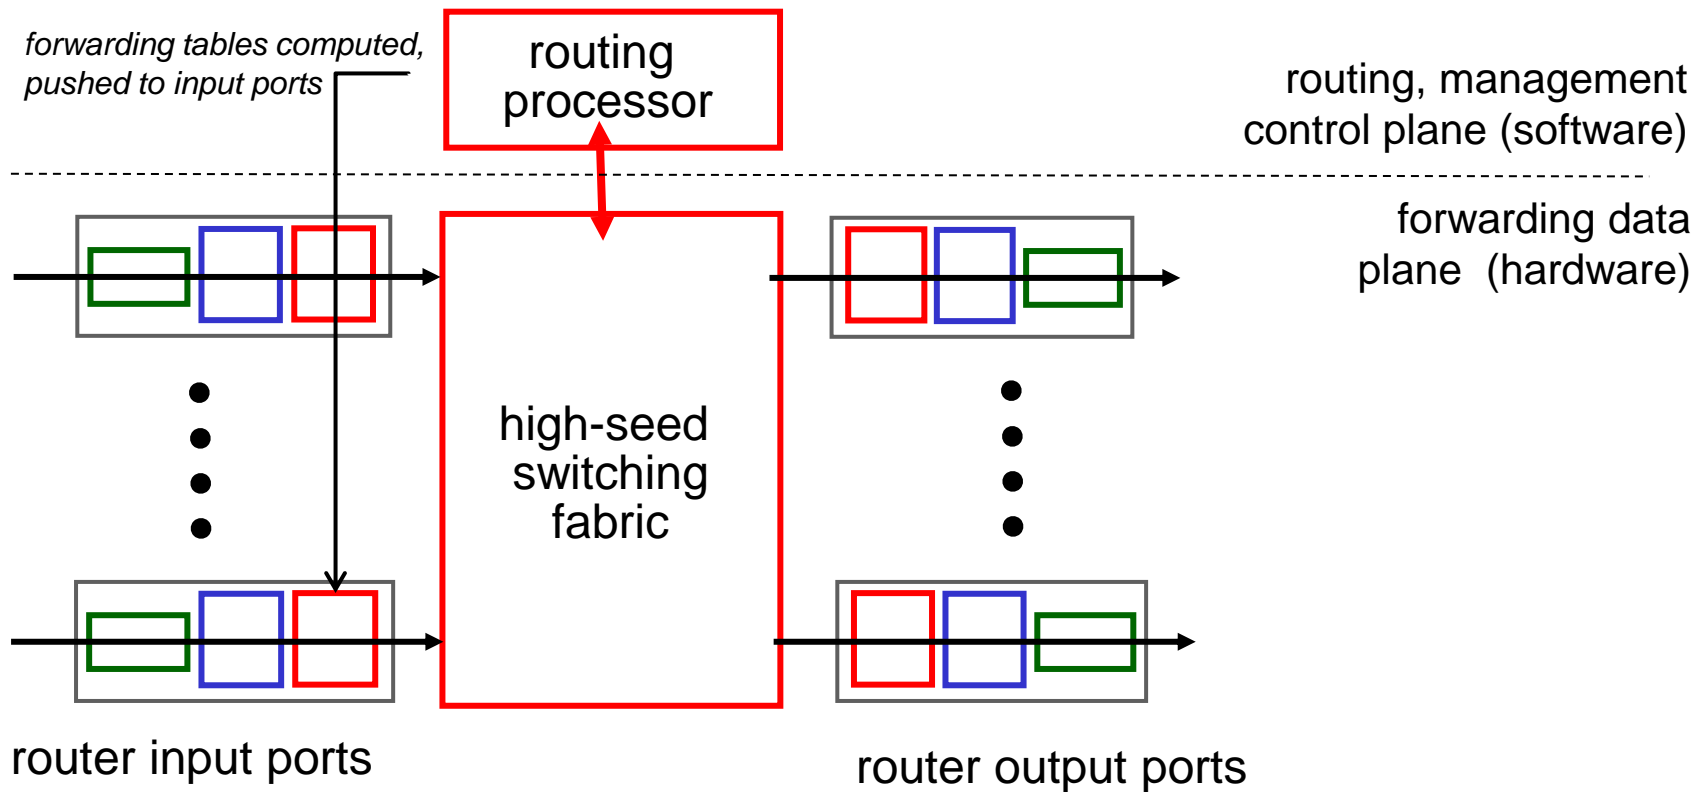 forwarding tables computed,
pushed to input ports
routing
processor
routing, management
control plane (software)
forwarding data
plane (hardware)
high-seed
switching
fabric
router input ports
router output ports